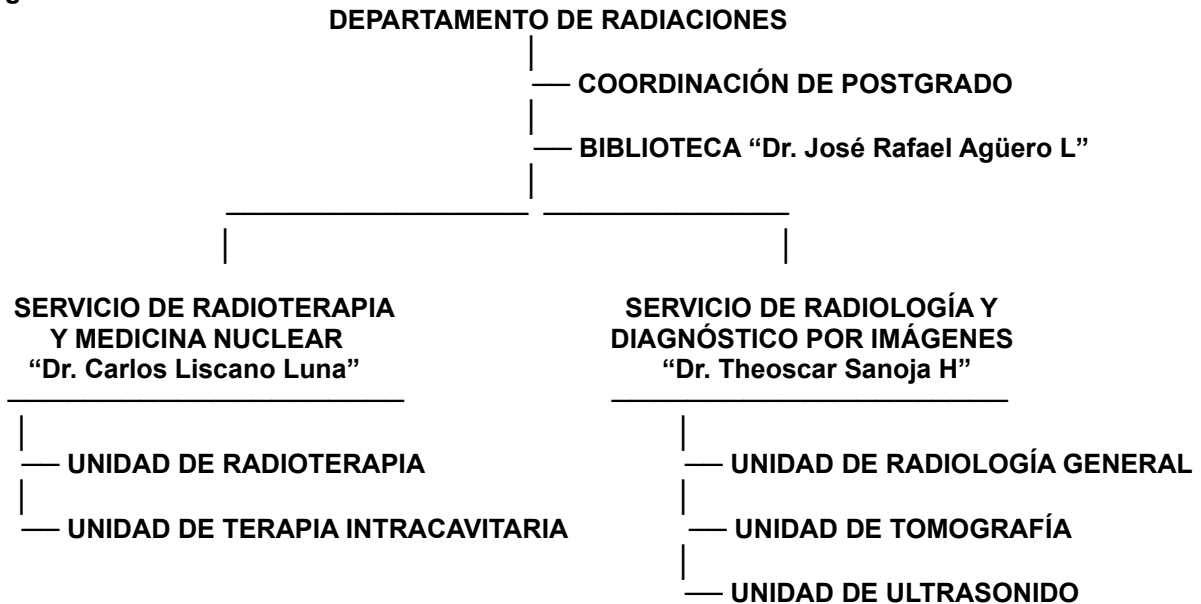 DEPARTAMENTO DE RADIACIONES
COORDINACIÓN DE POSTGRADO
BIBLIOTECA “Dr. José Rafael Agüero L”
SERVICIO DE RADIOTERAPIA
Y MEDICINA NUCLEAR
“Dr. Carlos Liscano Luna”
UNIDAD DE RADIOTERAPIA
UNIDAD DE TERAPIA INTRACAVITARIA
SERVICIO DE RADIOLOGÍA Y
DIAGNÓSTICO POR IMÁGENES
“Dr. Theoscar Sanoja H”
UNIDAD DE RADIOLOGÍA GENERAL
UNIDAD DE TOMOGRAFÍA
UNIDAD DE ULTRASONIDO